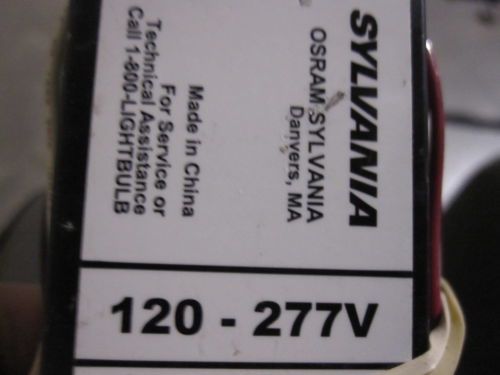 SYLVANIA
OSRAM SYLVANIA
Danvers, MA
Made in China
For Service or
Technical Assistance
Call 1-800-LIGHTBULB
120 - 277V